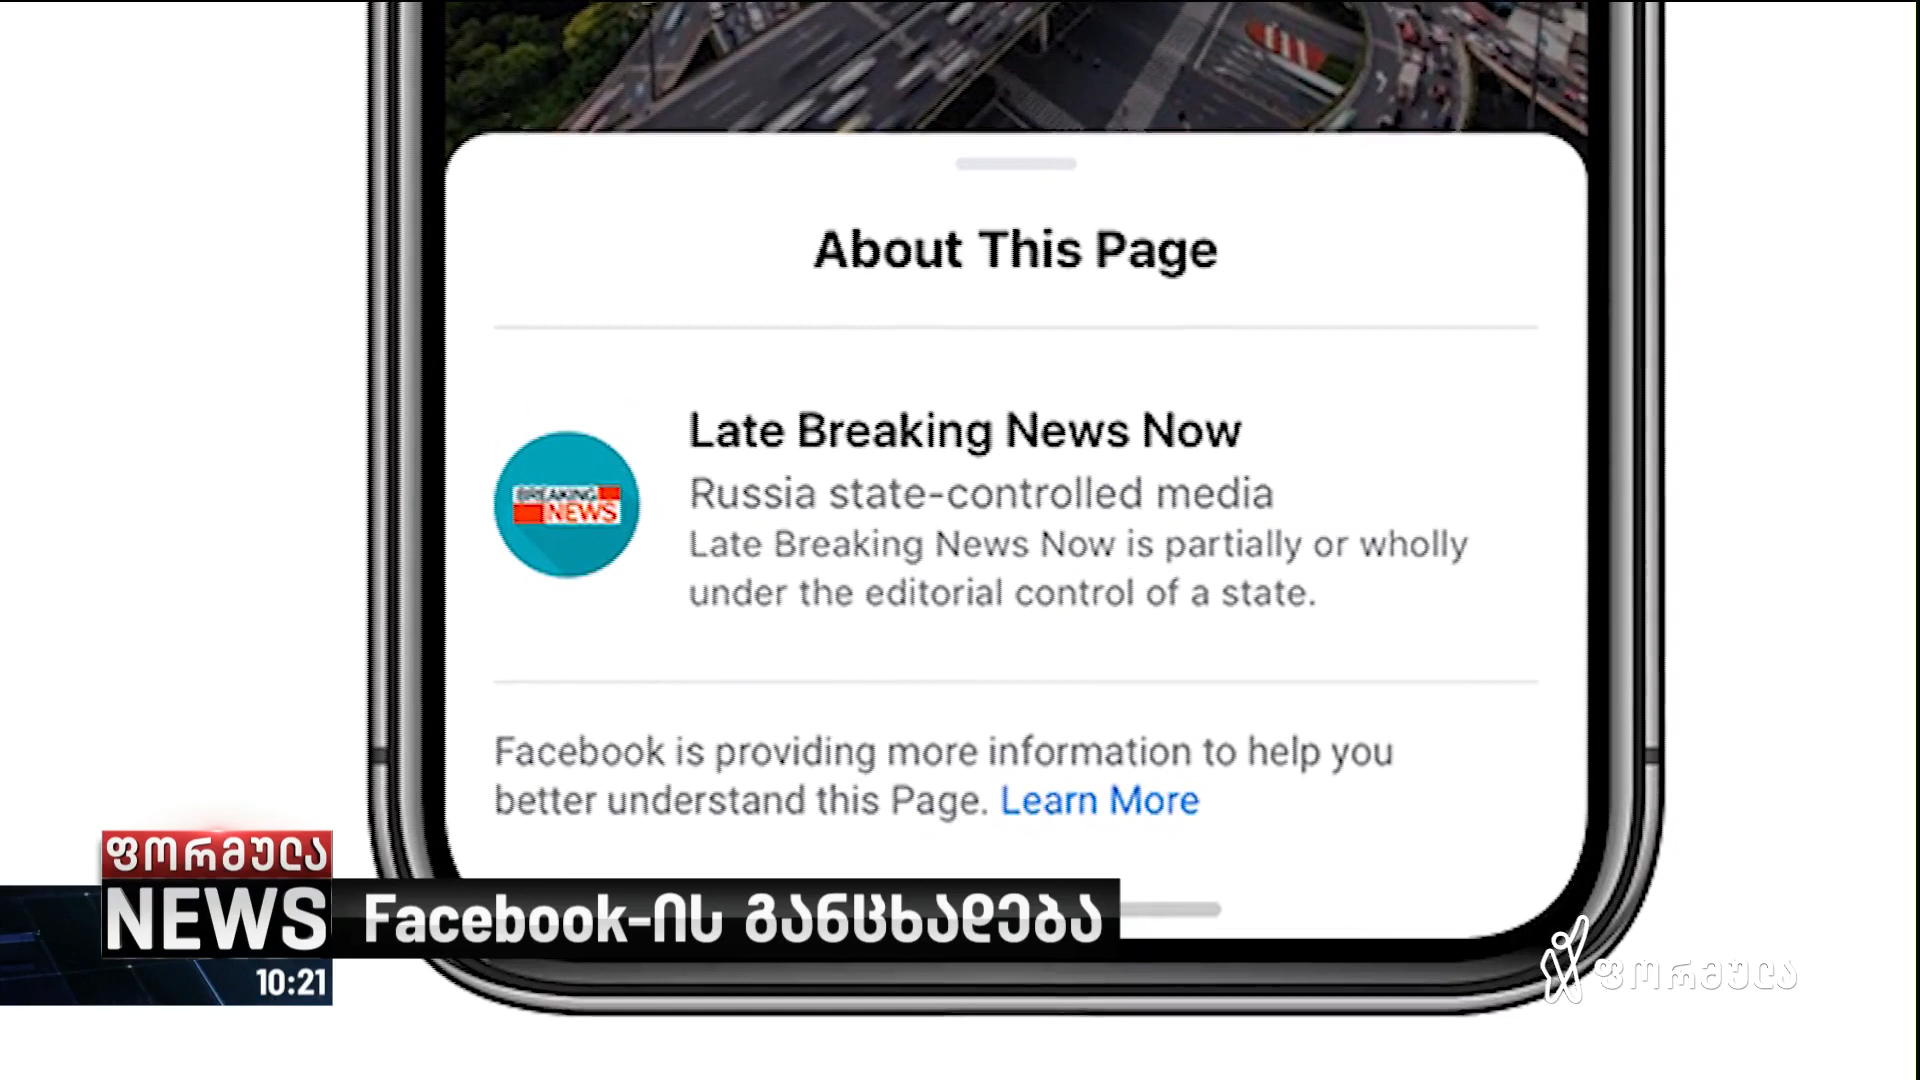 About This Page
BREAKING
NEWS
Late Breaking News Now
Russia state-controlled media
Late Breaking News Now is partially or wholly
under the editorial control of a state.
Facebook is providing more information to help you
better understand this Page. Learn More
ფორმულა
NEWS
Facebook-ის განცხადება
10:21
ფორმულა